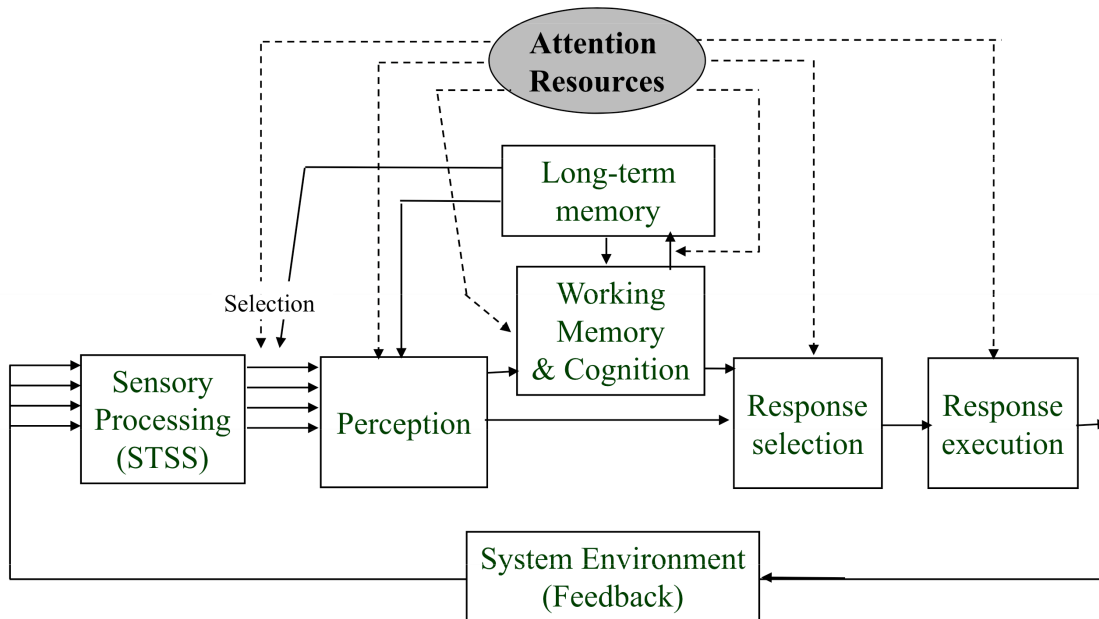 Attention
Resources
Long-term
memory
Selection
Working
Memory
& Cognition
Sensory
Processing
(STSS)
Perception
Response
selection
Response
execution
System Environment
(Feedback)